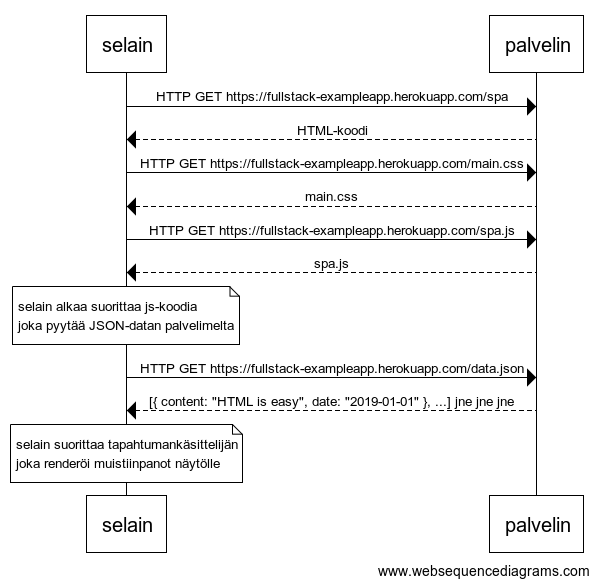 selain
palvelin
HTTP GET https://fullstack-exampleapp.herokuapp.com/spa
HTML-koodi
HTTP GET https://fullstack-exampleapp.herokuapp.com/main.css
main.css
HTTP GET https://fullstack-exampleapp.herokuapp.com/spa.js
spa.js
selain alkaa suorittaa js-koodia
joka pyytää JSON-datan palvelimelta
HTTP GET https://fullstack-exampleapp.herokuapp.com/data.json
[{ content: "HTML is easy", date: "2019-01-01" }, ...] jne jne jne
selain suorittaa tapahtumankäsittelijän
joka renderöi muistiinpanot näytölle
selain
palvelin
www.websequencediagrams.com